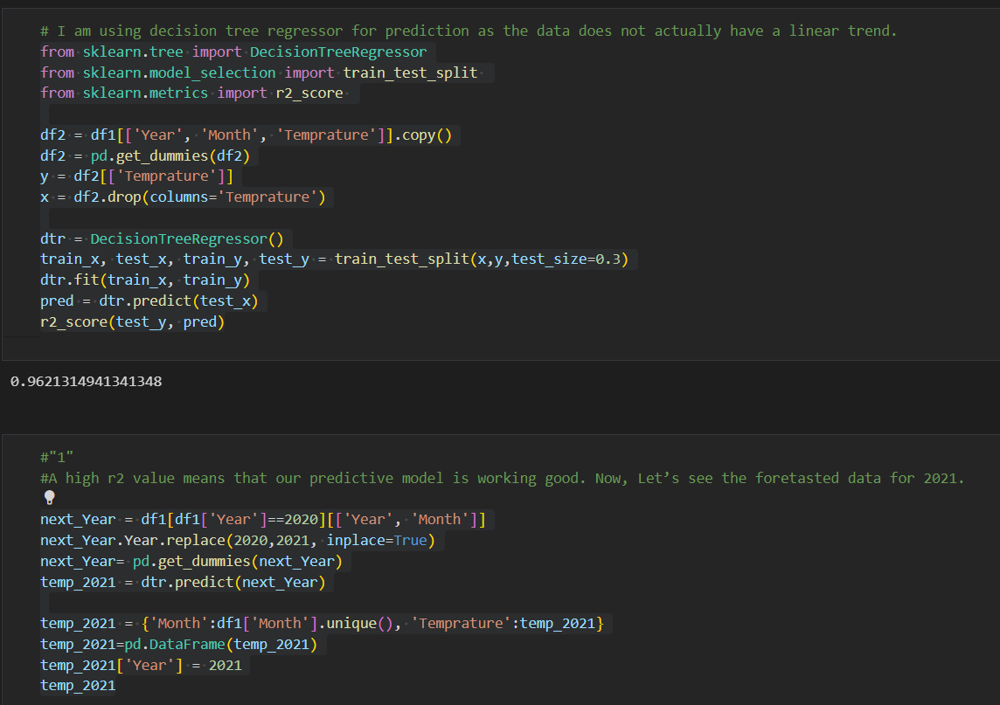 # I am using decision tree regressor for prediction as the data does not actually have a linear trend.
from sklearn.tree import DecisionTreeRegressor
from sklearn.model_selection import train_test_split
from sklearn.metrics import r2_score
df2 = df1[['Year', 'Month', 'Temprature']].copy()
df2 = pd.get_dummies(df2)
y = df2[['Temprature']]
x = df2.drop(columns='Temprature')
dtr = DecisionTreeRegressor()
train_x, test_x, train_y, test_y = train_test_split(x,y,test_size=0.3)
dtr.fit(train_x, train_y)
pred = dtr.predict(test_x)
r2_score(test_y, pred)
0.9621314941341348
#"1"
#A high r2 value means that our predictive model is working good. Now, Let’s see the foretasted data for 2021.
next_Year = df1[df1['Year']==2020][['Year', 'Month']]
next_Year.Year.replace(2020,2021, inplace=True)
next_Year= pd.get_dummies(next_Year)
temp_2021 = dtr.predict(next_Year)
temp_2021 = {'Month':df1['Month'].unique(), 'Temprature':temp_2021}
temp_2021=pd.DataFrame(temp_2021)
temp_2021['Year'] = 2021
temp_2021